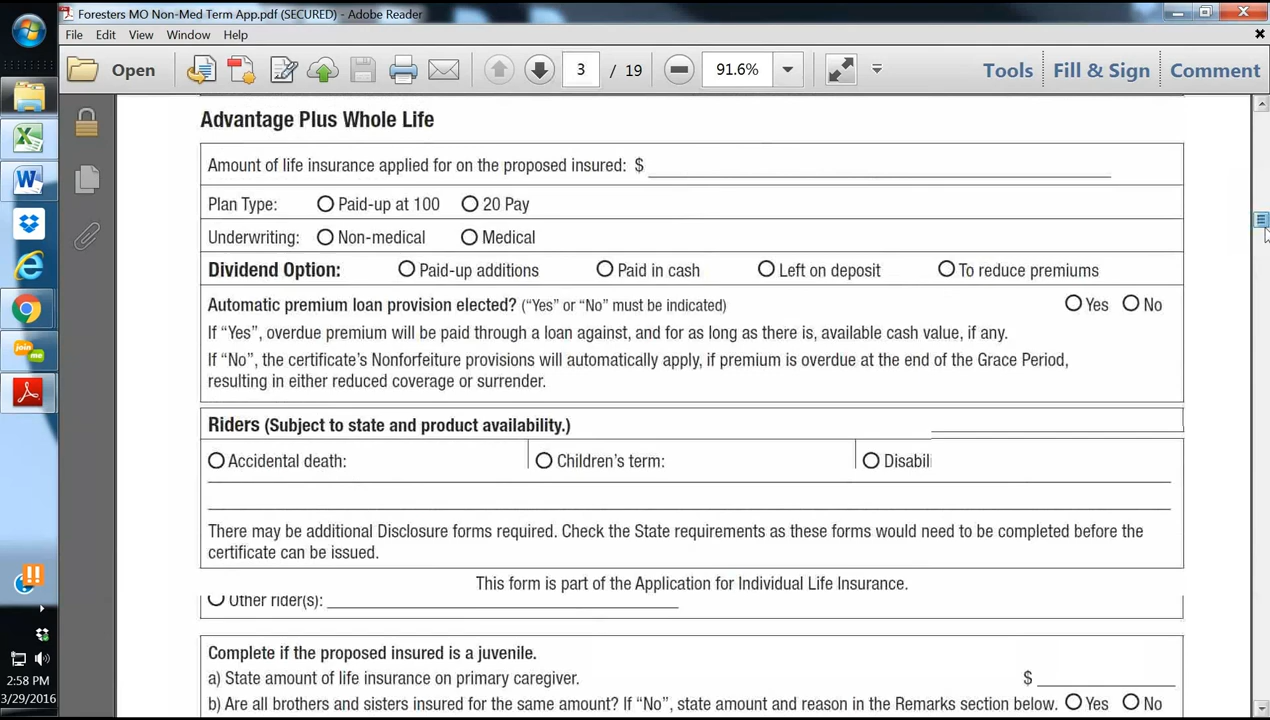 Foresters MO Non-Med Term App.pdf (SECURED) - Adobe Reader
File Edit View Window Help
Open 3 / 19 91.6% Tools Fill & Sign Comment
Advantage Plus Whole Life
Amount of life insurance applied for on the proposed insured: $
Plan Type: Paid-up at 100 20 Pay
Underwriting: Non-medical Medical
Dividend Option: Paid-up additions Paid in cash Left on deposit To reduce premiums
Automatic premium loan provision elected? ("Yes" or "No" must be indicated) Yes No
If “Yes”, overdue premium will be paid through a loan against, and for as long as there is, available cash value, if any.
If “No”, the certificate’s Nonforfeiture provisions will automatically apply, if premium is overdue at the end of the Grace Period,
resulting in either reduced coverage or surrender.
Riders (Subject to state and product availability.)
Accidental death: Children’s term: Disabili
There may be additional Disclosure forms required. Check the State requirements as these forms would need to be completed before the
certificate can be issued.
This form is part of the Application for Individual Life Insurance.
Other rider(s):
Complete if the proposed insured is a juvenile.
a) State amount of life insurance on primary caregiver. $
b) Are all brothers and sisters insured for the same amount? If “No”, state amount and reason in the Remarks section below. Yes No
join
me
2:58 PM
3/29/2016